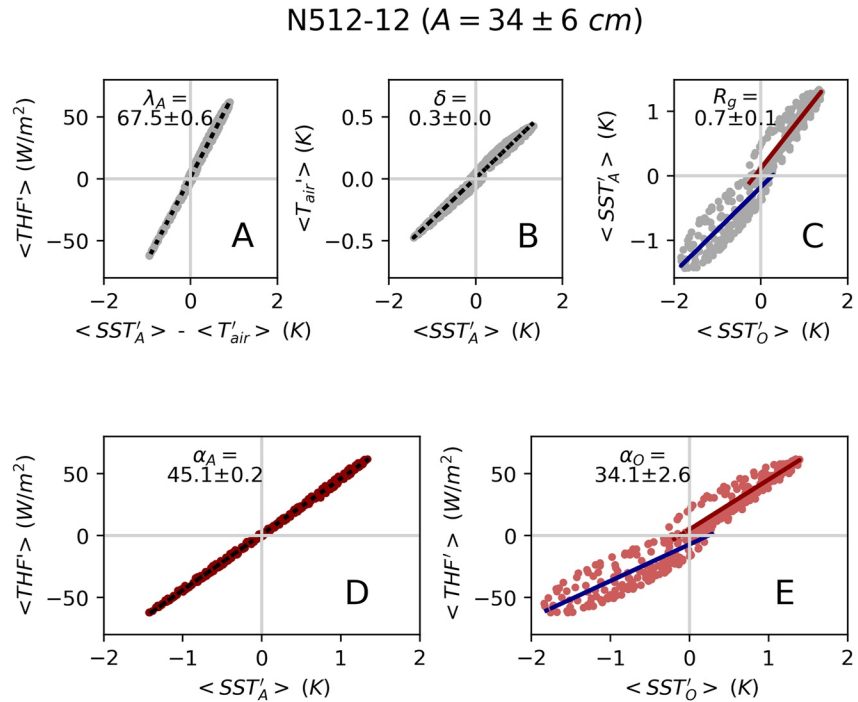 N512-12 (A = 34 ± 6 cm)
<THF'> (W/m²)
50
0
−50
λ_A =
67.5±0.6
A
−2
0
2
<SST'_A> - <T'_air> (K)
<T_air'> (K)
0.5
0.0
−0.5
δ =
0.3±0.0
B
−2
0
2
<SST'_A> (K)
<SST'_A> (K)
1
0
−1
R_g =
0.7±0.1
C
−2
0
2
<SST'_O> (K)
<THF'> (W/m²)
50
0
−50
α_A =
45.1±0.2
D
−2
−1
0
1
2
<SST'_A> (K)
<THF'> (W/m²)
50
0
−50
α_O =
34.1±2.6
E
−2
−1
0
1
2
<SST'_O> (K)